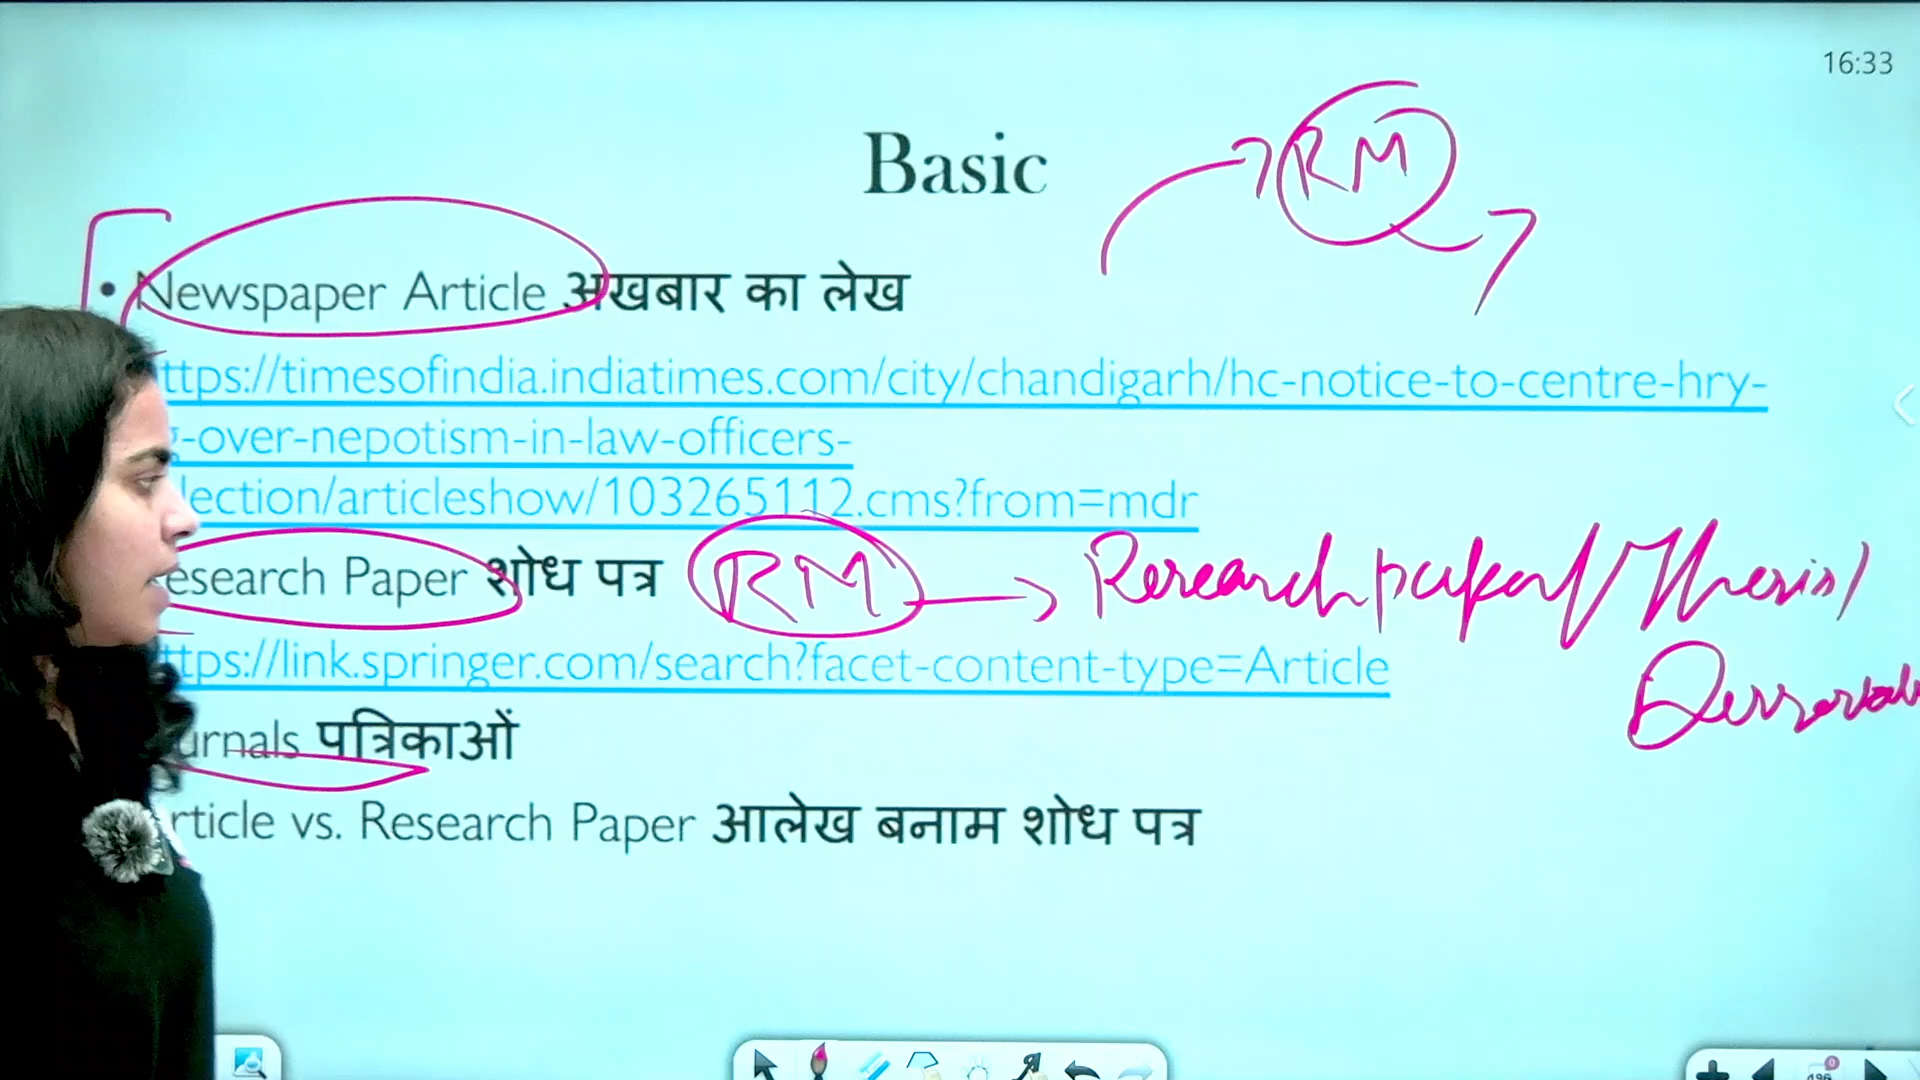 16:33
Basic
RM
• Newspaper Article अखबार का लेख
ttps://timesofindia.indiatimes.com/city/chandigarh/hc-notice-to-centre-hry-
-over-nepotism-in-law-officers-
lection/articleshow/103265112.cms?from=mdr
esearch Paper शोध पत्र RM → Research paper/Thesis/
ttps://link.springer.com/search?facet-content-type=Article
urnals पत्रिकाओं
rticle vs. Research Paper आलेख बनाम शोध पत्र